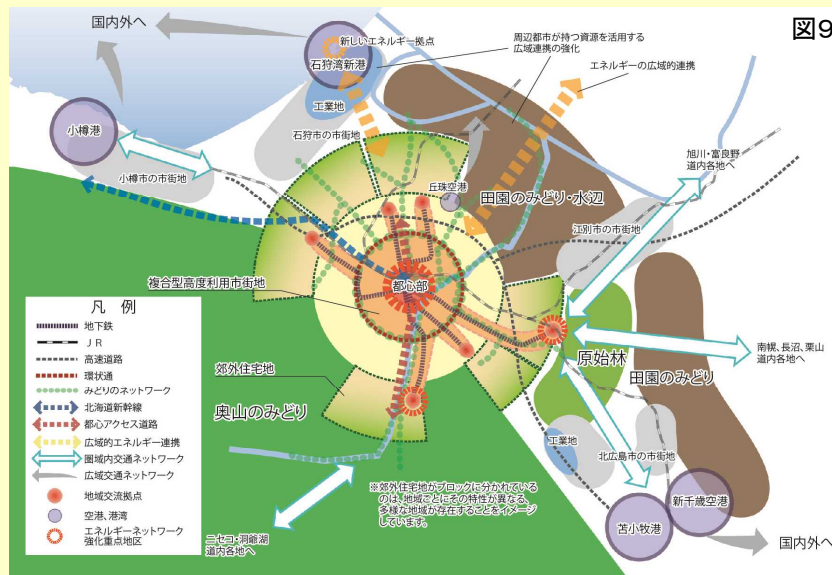 図9
国内外へ
新しいエネルギー拠点
石狩湾新港
周辺都市が持つ資源を活用する
広域連携の強化
エネルギーの広域的連携
工業地
小樽港
石狩市の市街地
旭川・富良野
道内各地へ
小樽市の市街地
丘珠空港
田園のみどり・水辺
江別市の市街地
複合型高度利用市街地
都心部
凡 例
地下鉄
JR
高速道路
環状通
みどりのネットワーク
北海道新幹線
都心アクセス道路
広域的エネルギー連携
圏域内交通ネットワーク
広域交通ネットワーク
地域交流拠点
空港、港湾
エネルギーネットワーク
強化重点地区
原始林
南幌、長沼、栗山
道内各地へ
郊外住宅地
田園のみどり
奥山のみどり
工業地
北広島市の市街地
※郊外住宅地がブロックに分かれている
のは、地域ごとにその特性が異なる、
多様な地域が存在することをイメージ
しています。
新千歳空港
苫小牧港
国内外へ
ニセコ・洞爺湖
道内各地へ